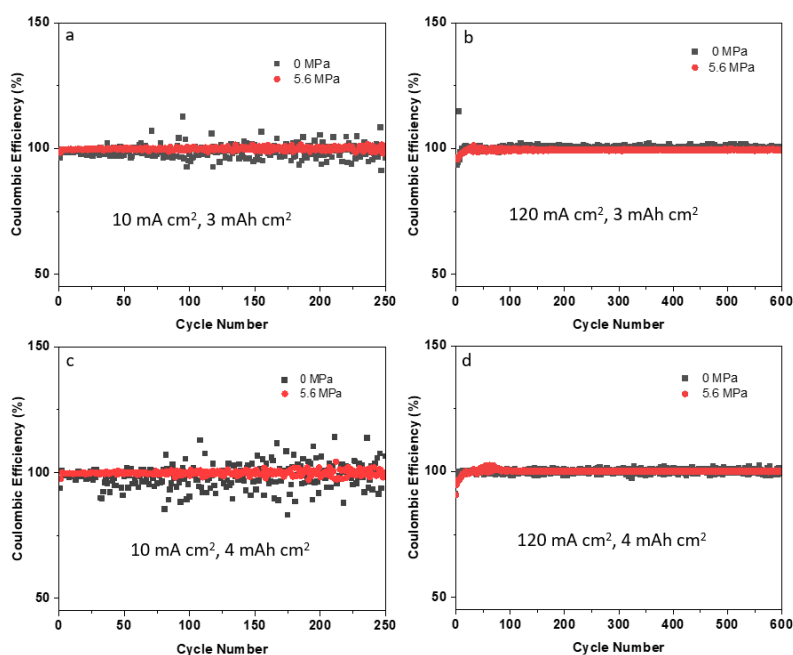 a
150
100
50
Coulombic Efficiency (%)
0 MPa
5.6 MPa
10 mA cm², 3 mAh cm²
0 50 100 150 200 250
Cycle Number
b
150
100
50
Coulombic Efficiency (%)
0 MPa
5.6 MPa
120 mA cm², 3 mAh cm²
0 100 200 300 400 500 600
Cycle Number
c
150
100
50
Coulombic Efficiency (%)
0 MPa
5.6 MPa
10 mA cm², 4 mAh cm²
0 50 100 150 200 250
Cycle Number
d
150
100
50
Coulombic Efficiency (%)
0 MPa
5.6 MPa
120 mA cm², 4 mAh cm²
0 100 200 300 400 500 600
Cycle Number